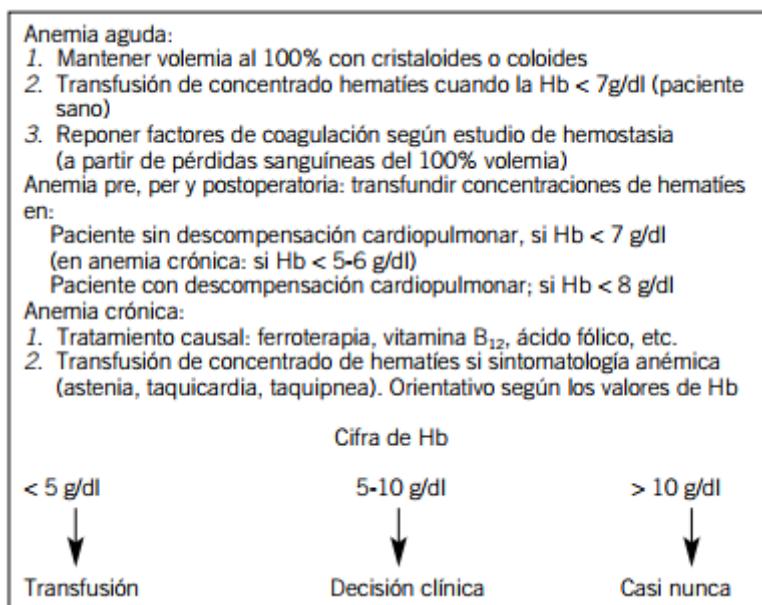 Anemia aguda:
1. Mantener volemia al 100% con cristaloides o coloides
2. Transfusión de concentrado hematíes cuando la Hb < 7g/dl (paciente
sano)
3. Reponer factores de coagulación según estudio de hemostasia
(a partir de pérdidas sanguíneas del 100% volemia)
Anemia pre, per y postoperatoria: transfundir concentraciones de hematíes
en:
Paciente sin descompensación cardiopulmonar, si Hb < 7 g/dl
(en anemia crónica: si Hb < 5-6 g/dl)
Paciente con descompensación cardiopulmonar; si Hb < 8 g/dl
Anemia crónica:
1. Tratamiento causal: ferroterapia, vitamina B₁₂, ácido fólico, etc.
2. Transfusión de concentrado de hematíes si sintomatología anémica
(astenia, taquicardia, taquipnea). Orientativo según los valores de Hb
Cifra de Hb
< 5 g/dl 5-10 g/dl > 10 g/dl
Transfusión Decisión clínica Casi nunca